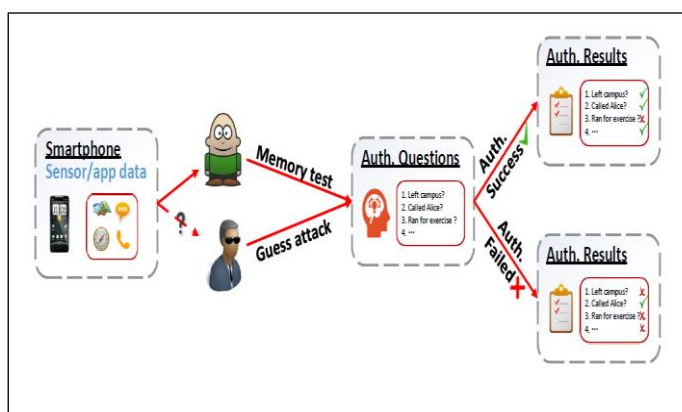 Smartphone
Sensor/app data
?
Memory test
Guess attack
Auth. Questions
1. Left campus?
2. Called Alice?
3. Ran for exercise ?
4. ...
Auth.
Success
Auth.
Failed
Auth. Results
1. Left campus?
2. Called Alice?
3. Ran for exercise ?
4. ...
Auth. Results
1. Left campus?
2. Called Alice?
3. Ran for exercise ?
4. ...